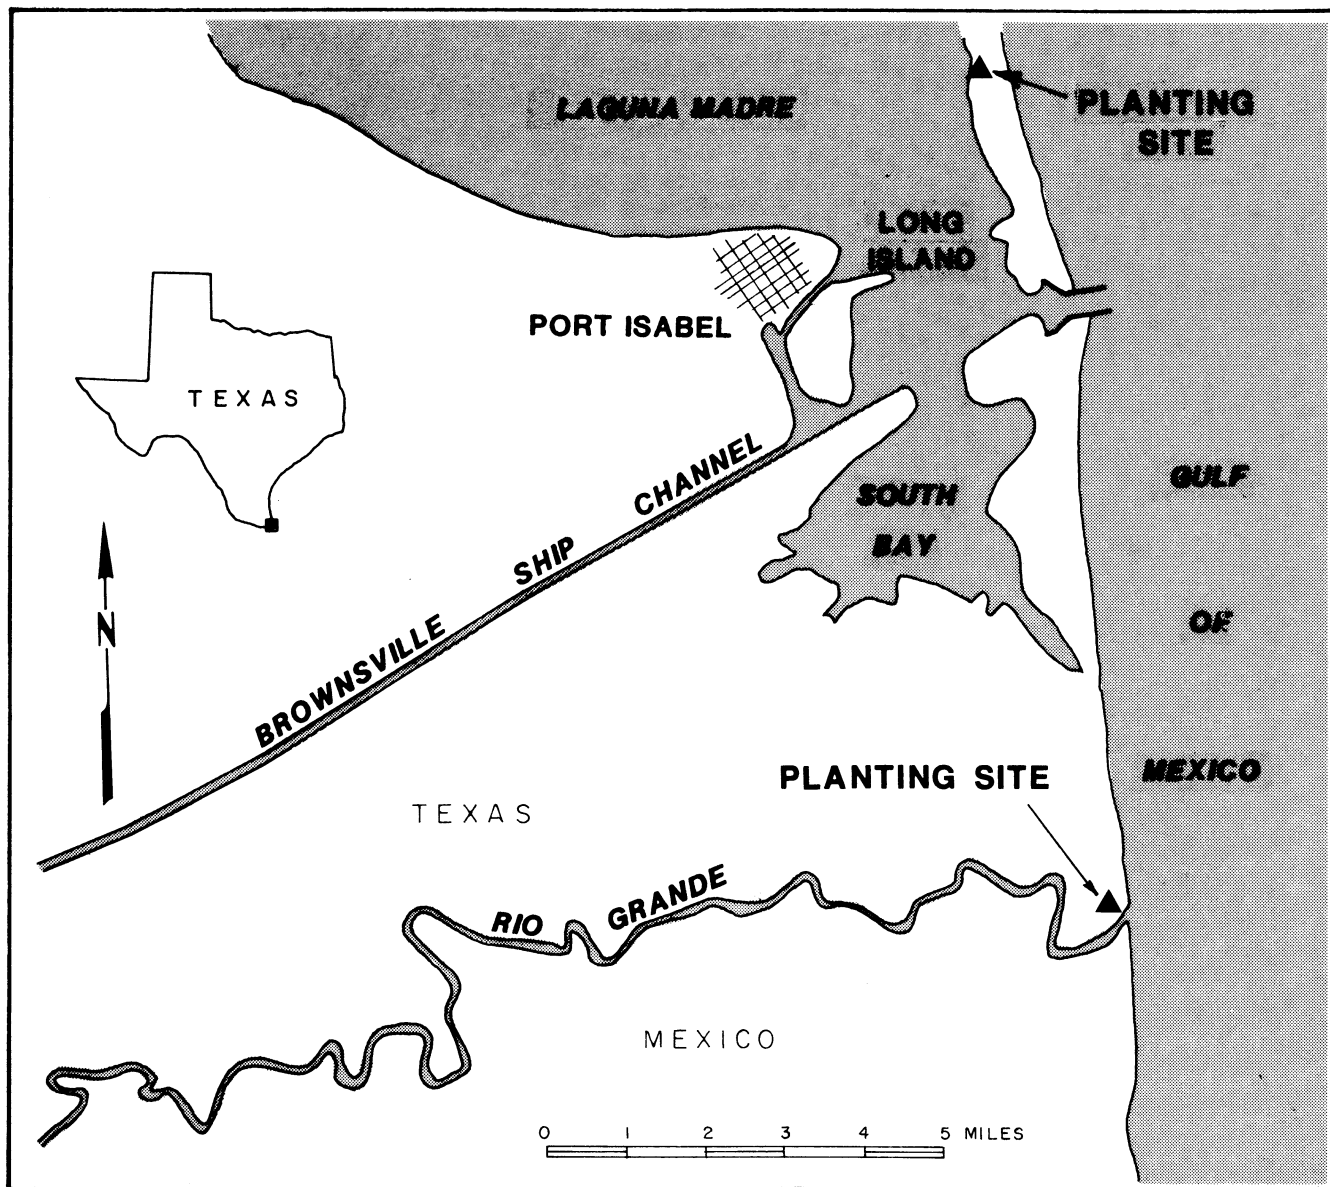 LAGUNA MADRE
PLANTING
SITE
LONG
ISLAND
PORT ISABEL
TEXAS
BROWNSVILLE SHIP CHANNEL
SOUTH
BAY
GULF
OF
MEXICO
N
PLANTING SITE
TEXAS
RIO GRANDE
MEXICO
0 1 2 3 4 5 MILES